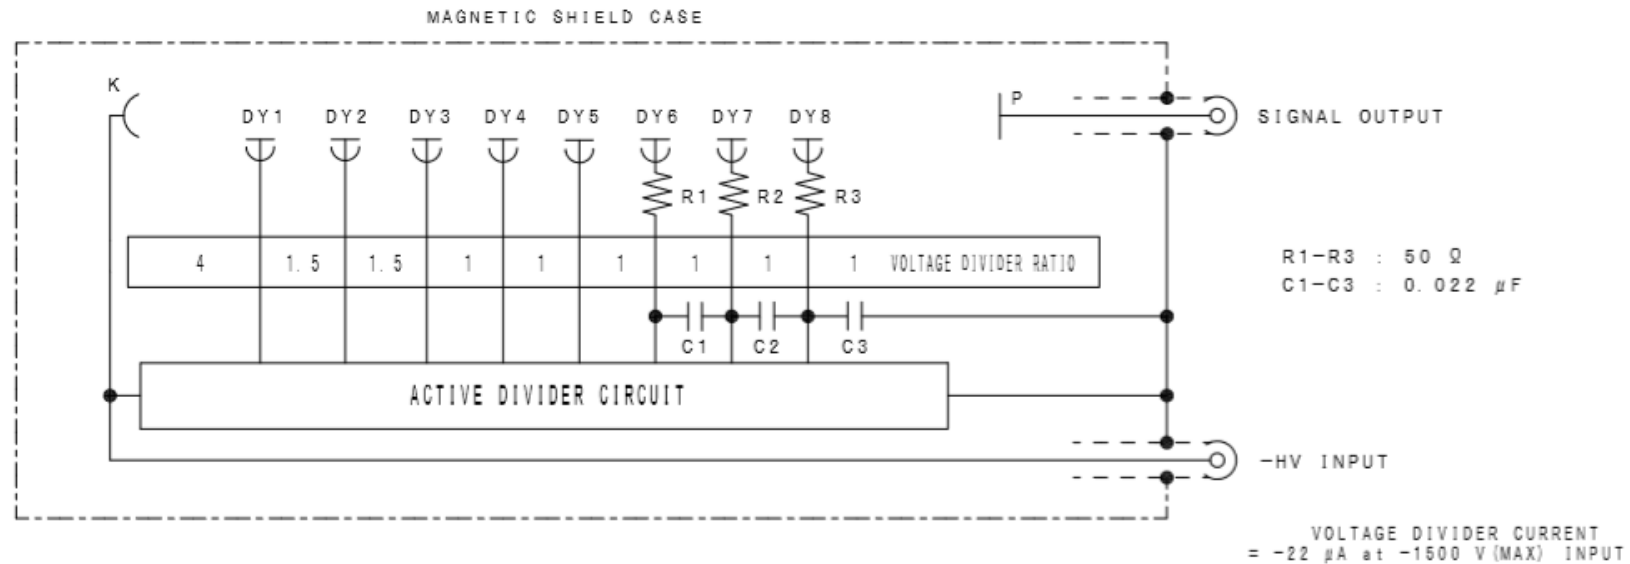 MAGNETIC SHIELD CASE
K
P
DY1 DY2 DY3 DY4 DY5 DY6 DY7 DY8
SIGNAL OUTPUT
R1 R2 R3
4 1.5 1.5 1 1 1 1 1 1 VOLTAGE DIVIDER RATIO
R1-R3 : 50 Ω
C1-C3 : 0.022 μF
C1 C2 C3
ACTIVE DIVIDER CIRCUIT
-HV INPUT
VOLTAGE DIVIDER CURRENT
= -22 μA at -1500 V(MAX) INPUT